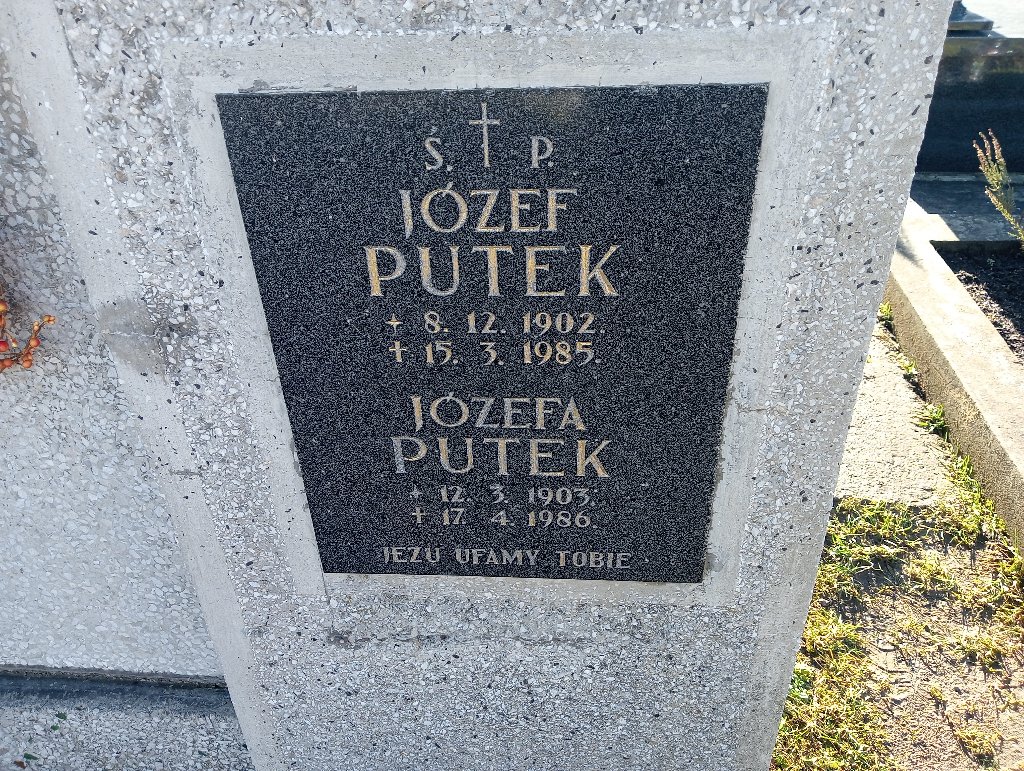 Ś. P.
JÓZEF
PUTEK
8. 12. 1902.
15. 3. 1985.
JÓZEFA
PUTEK
12. 3. 1903.
17. 4. 1986
JEZU UFAMY TOBIE